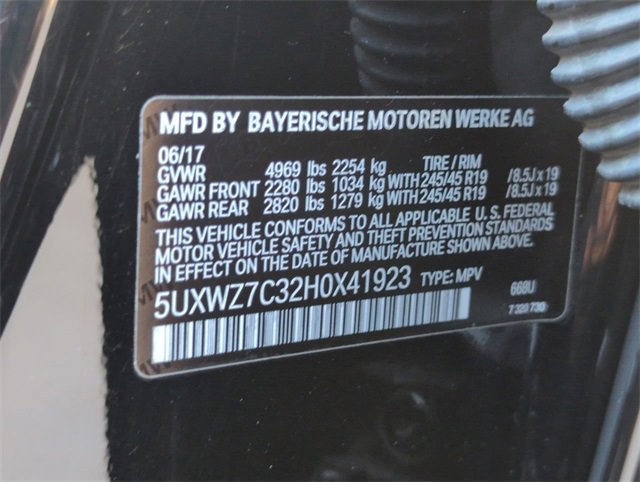 MFD BY BAYERISCHE MOTOREN WERKE AG
06/17
GVWR 4969 lbs 2254 kg TIRE / RIM
GAWR FRONT 2280 lbs 1034 kg WITH 245/45 R19 /8.5J x 19
GAWR REAR 2820 lbs 1279 kg WITH 245/45 R19 /8.5J x 19
THIS VEHICLE CONFORMS TO ALL APPLICABLE U.S. FEDERAL
MOTOR VEHICLE SAFETY AND THEFT PREVENTION STANDARDS
IN EFFECT ON THE DATE OF MANUFACTURE SHOWN ABOVE.
5UXWZ7C32H0X41923 TYPE: MPV 668U
7320730